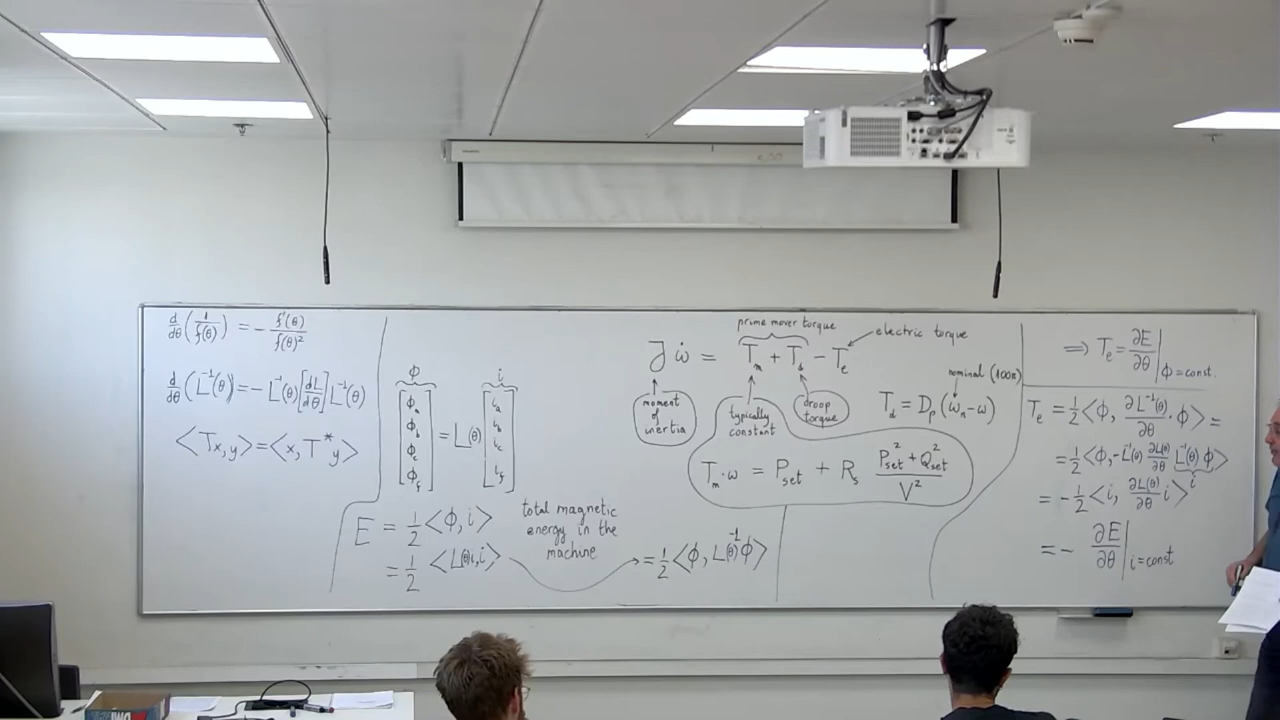 d/dθ (1/f(θ)) = - f'(θ)/f(θ)²
d/dθ (L⁻¹(θ)) = - L⁻¹(θ) [dL/dθ] L⁻¹(θ)
<Tx,y> = <x, T*y>
ϕ i
[ϕa ϕb ϕc ϕf] = L(θ) [ia ib ic if]
E = 1/2 <ϕ, i>
= 1/2 <L(θ)i,i>
total magnetic
energy in the
machine
= 1/2 <ϕ, L(θ)⁻¹ϕ>
prime mover torque
electric torque
J ω̇ = Tm + Td - Te
moment
of
inertia
typically
constant
droop
torque
nominal (100π)
Td = Dp (ωn - ω)
Tm · ω = Pset + Rs (P²set + Q²set)/V²
⇒ Te = ∂E/∂θ |ϕ=const.
Te = 1/2 <ϕ, ∂L⁻¹(θ)/∂θ · ϕ> =
= 1/2 <ϕ, -L⁻¹(θ) ∂L(θ)/∂θ L⁻¹(θ) ϕ>
i
= - 1/2 <i, ∂L(θ)/∂θ i>
= - ∂E/∂θ |i=const